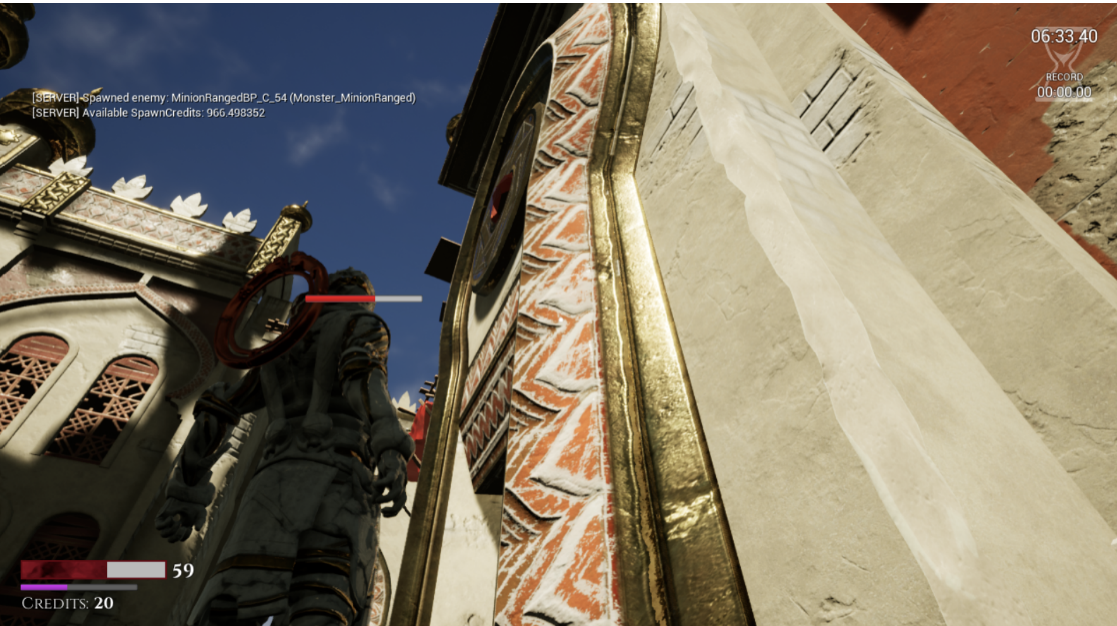 06:33.40
RECORD
00:00.00
[SERVER] Spawned enemy: MinionRangedBP_C_54 (Monster_MinionRanged)
[SERVER] Available SpawnCredits: 966.498352
59
CREDITS: 20